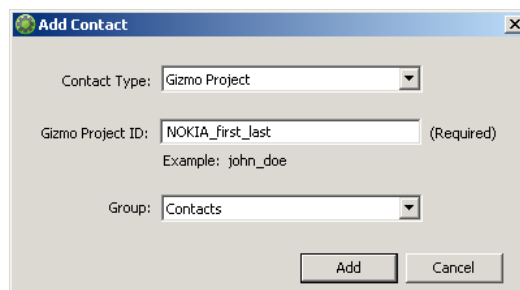 Add Contact
Contact Type: Gizmo Project
Gizmo Project ID: NOKIA_first_last (Required)
Example: john_doe
Group: Contacts
Add Cancel